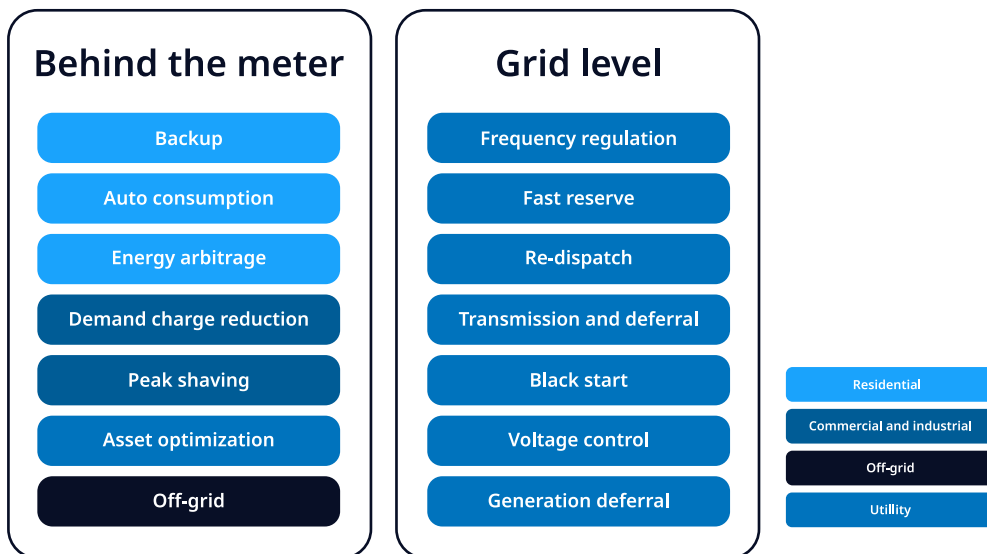 Behind the meter
Backup
Auto consumption
Energy arbitrage
Demand charge reduction
Peak shaving
Asset optimization
Off-grid
Grid level
Frequency regulation
Fast reserve
Re-dispatch
Transmission and deferral
Black start
Voltage control
Generation deferral
Residential
Commercial and industrial
Off-grid
Utility